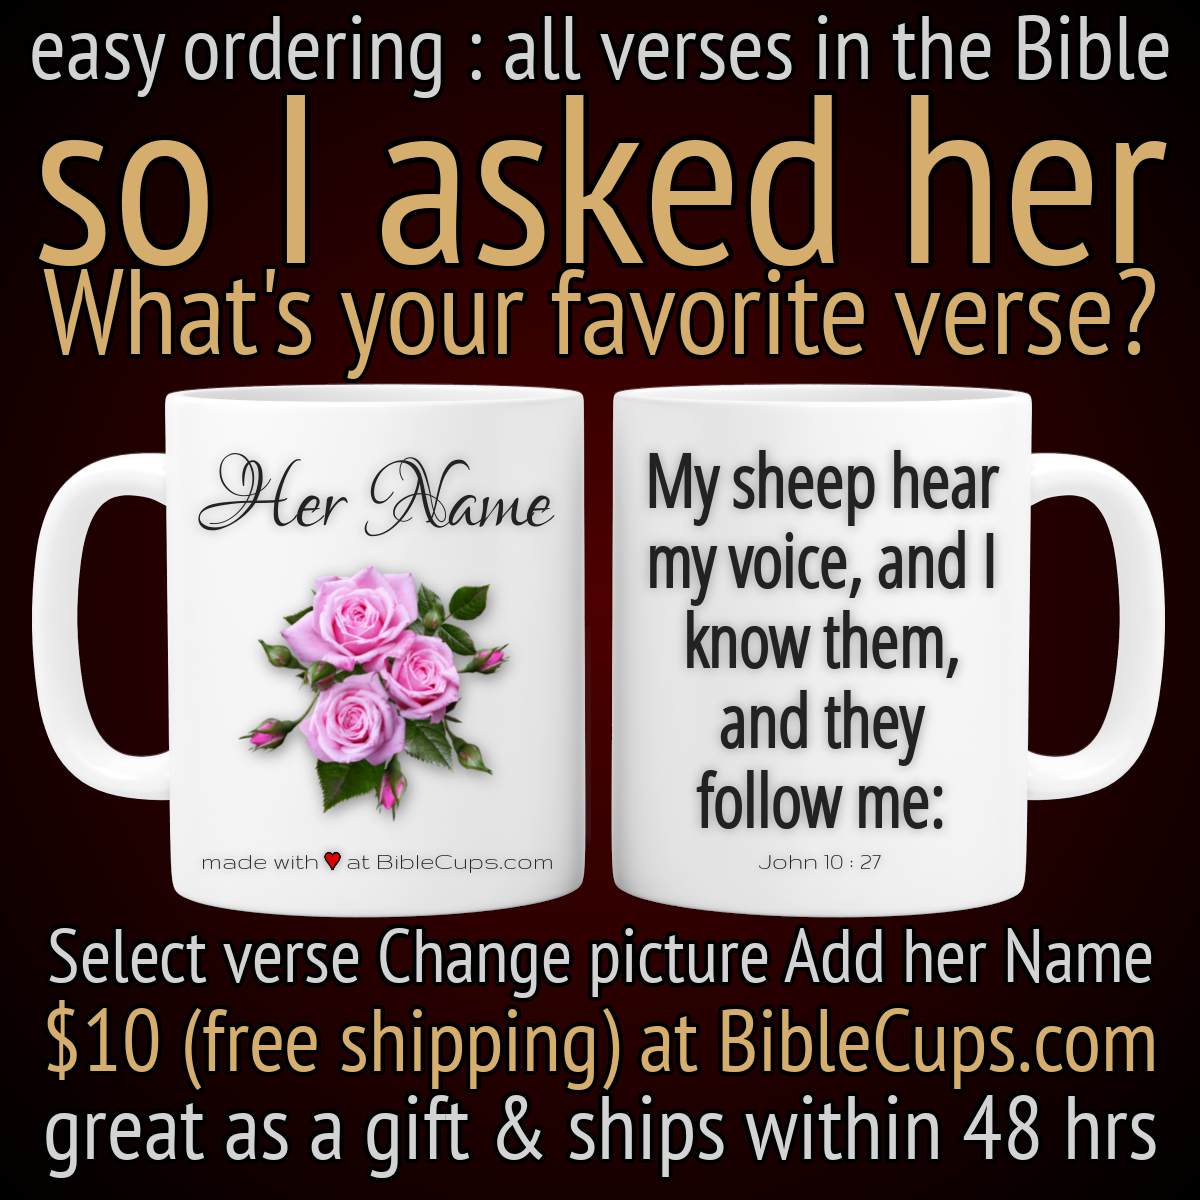 easy ordering : all verses in the Bible
so I asked her
What's your favorite verse?
Her Name
made with ♥ at BibleCups.com
My sheep hear
my voice, and I
know them,
and they
follow me:
John 10 : 27
Select verse Change picture Add her Name
$10 (free shipping) at BibleCups.com
great as a gift & ships within 48 hrs